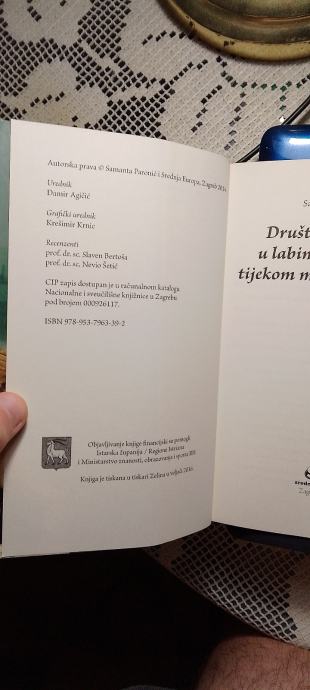 Autorska prava © Samanta Paronić i Srednja Europa, Zagreb 2016.
Urednik
Damir Agičić
Grafički urednik
Krešimir Krnic
Recenzenti
prof. dr. sc. Slaven Bertoša
prof. dr. sc. Nevio Šetić
CIP zapis dostupan je u računalnom katalogu
Nacionalne i sveučilišne knjižnice u Zagrebu
pod brojem 000926117.
ISBN 978-953-7963-39-2
Objavljivanje knjige financijski su pomogli
Istarska županija / Regione Istriana
i Ministarstvo znanosti, obrazovanja i sporta RH.
Knjiga je tiskana u tiskari Zelina u veljači 2016.
Sa
Društ
u labin
tijekom m
sredn
Zag